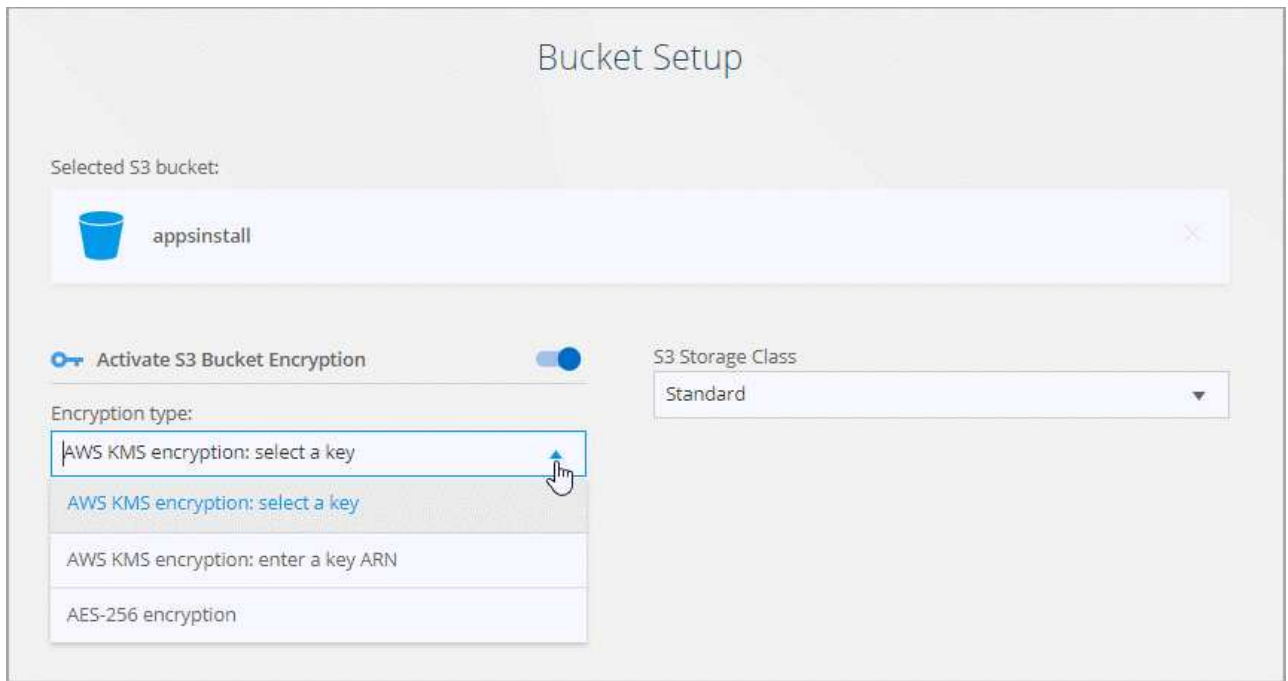 Bucket Setup
Selected S3 bucket:
appsinstall
Activate S3 Bucket Encryption
Encryption type:
AWS KMS encryption: select a key
AWS KMS encryption: select a key
AWS KMS encryption: enter a key ARN
AES-256 encryption
S3 Storage Class
Standard